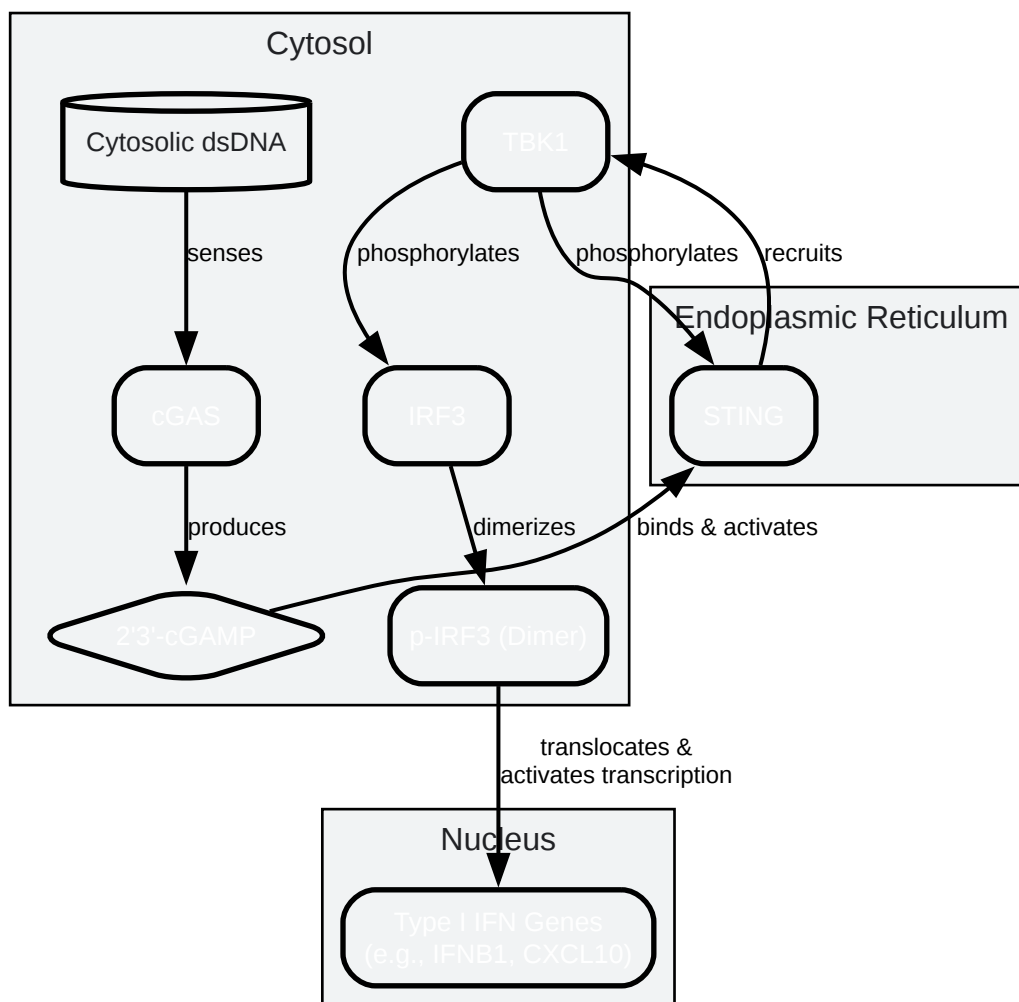 Cytosol
Cytosolic dsDNA
TBK1
senses
phosphorylates
phosphorylates
recruits
Endoplasmic Reticulum
cGAS
IRF3
STING
produces
dimerizes
binds & activates
2'3'-cGAMP
p-IRF3 (Dimer)
translocates &
activates transcription
Nucleus
Type I IFN Genes
(e.g., IFNB1, CXCL10)